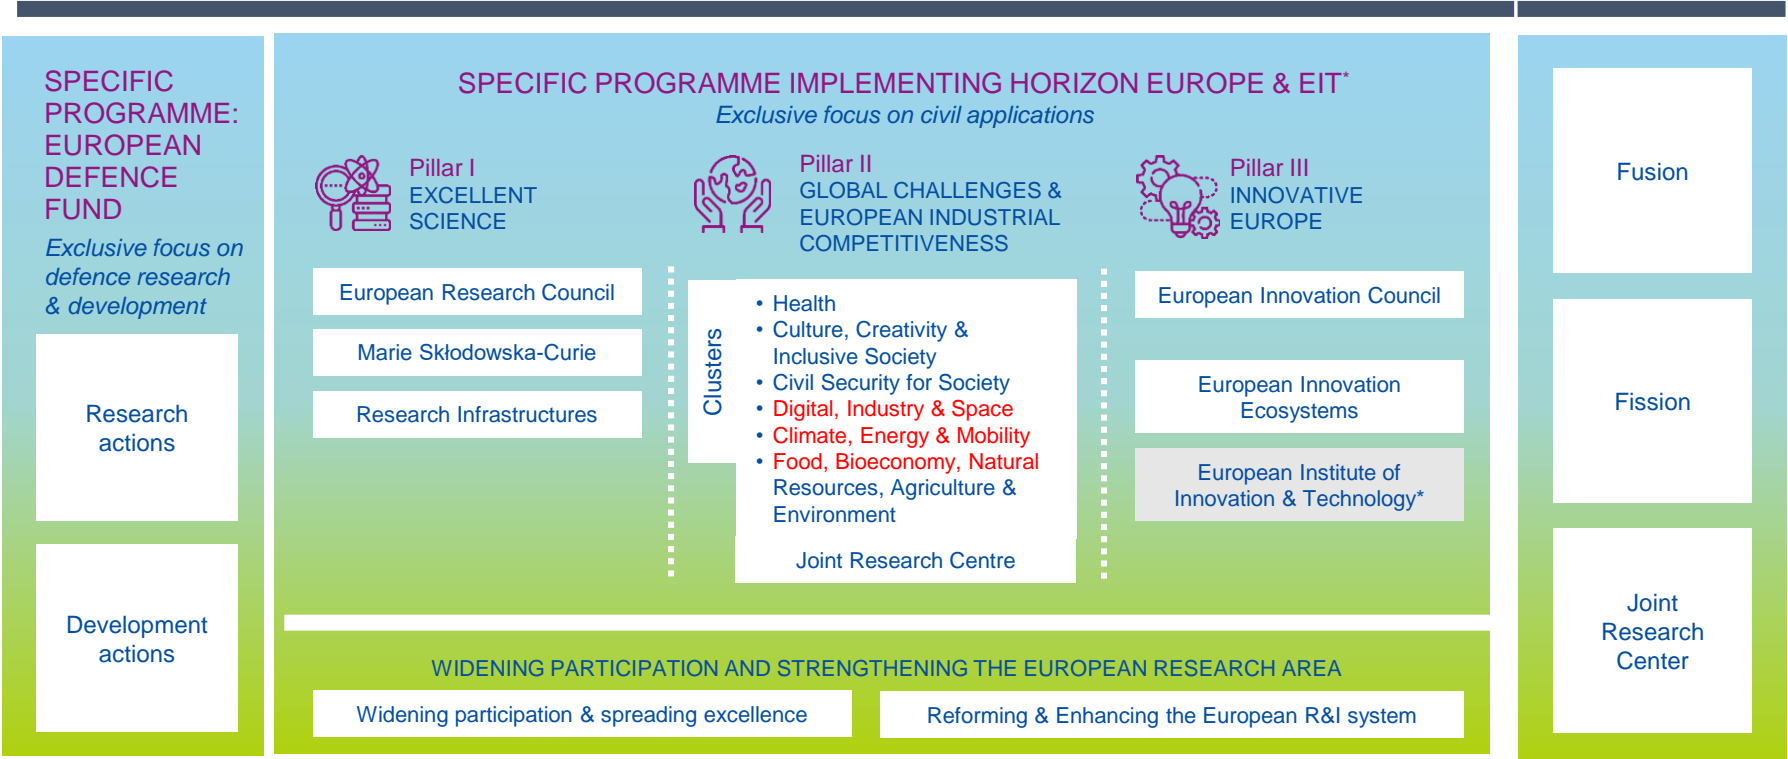 SPECIFIC
PROGRAMME:
EUROPEAN
DEFENCE
FUND
Exclusive focus on
defence research
& development
Research
actions
Development
actions
SPECIFIC PROGRAMME IMPLEMENTING HORIZON EUROPE & EIT*
Exclusive focus on civil applications
Pillar I
EXCELLENT
SCIENCE
European Research Council
Marie Skłodowska-Curie
Research Infrastructures
Pillar II
GLOBAL CHALLENGES &
EUROPEAN INDUSTRIAL
COMPETITIVENESS
Clusters
• Health
• Culture, Creativity &
Inclusive Society
• Civil Security for Society
• Digital, Industry & Space
• Climate, Energy & Mobility
• Food, Bioeconomy, Natural
Resources, Agriculture &
Environment
Joint Research Centre
Pillar III
INNOVATIVE
EUROPE
European Innovation Council
European Innovation
Ecosystems
European Institute of
Innovation & Technology*
WIDENING PARTICIPATION AND STRENGTHENING THE EUROPEAN RESEARCH AREA
Widening participation & spreading excellence
Reforming & Enhancing the European R&I system
Fusion
Fission
Joint
Research
Center